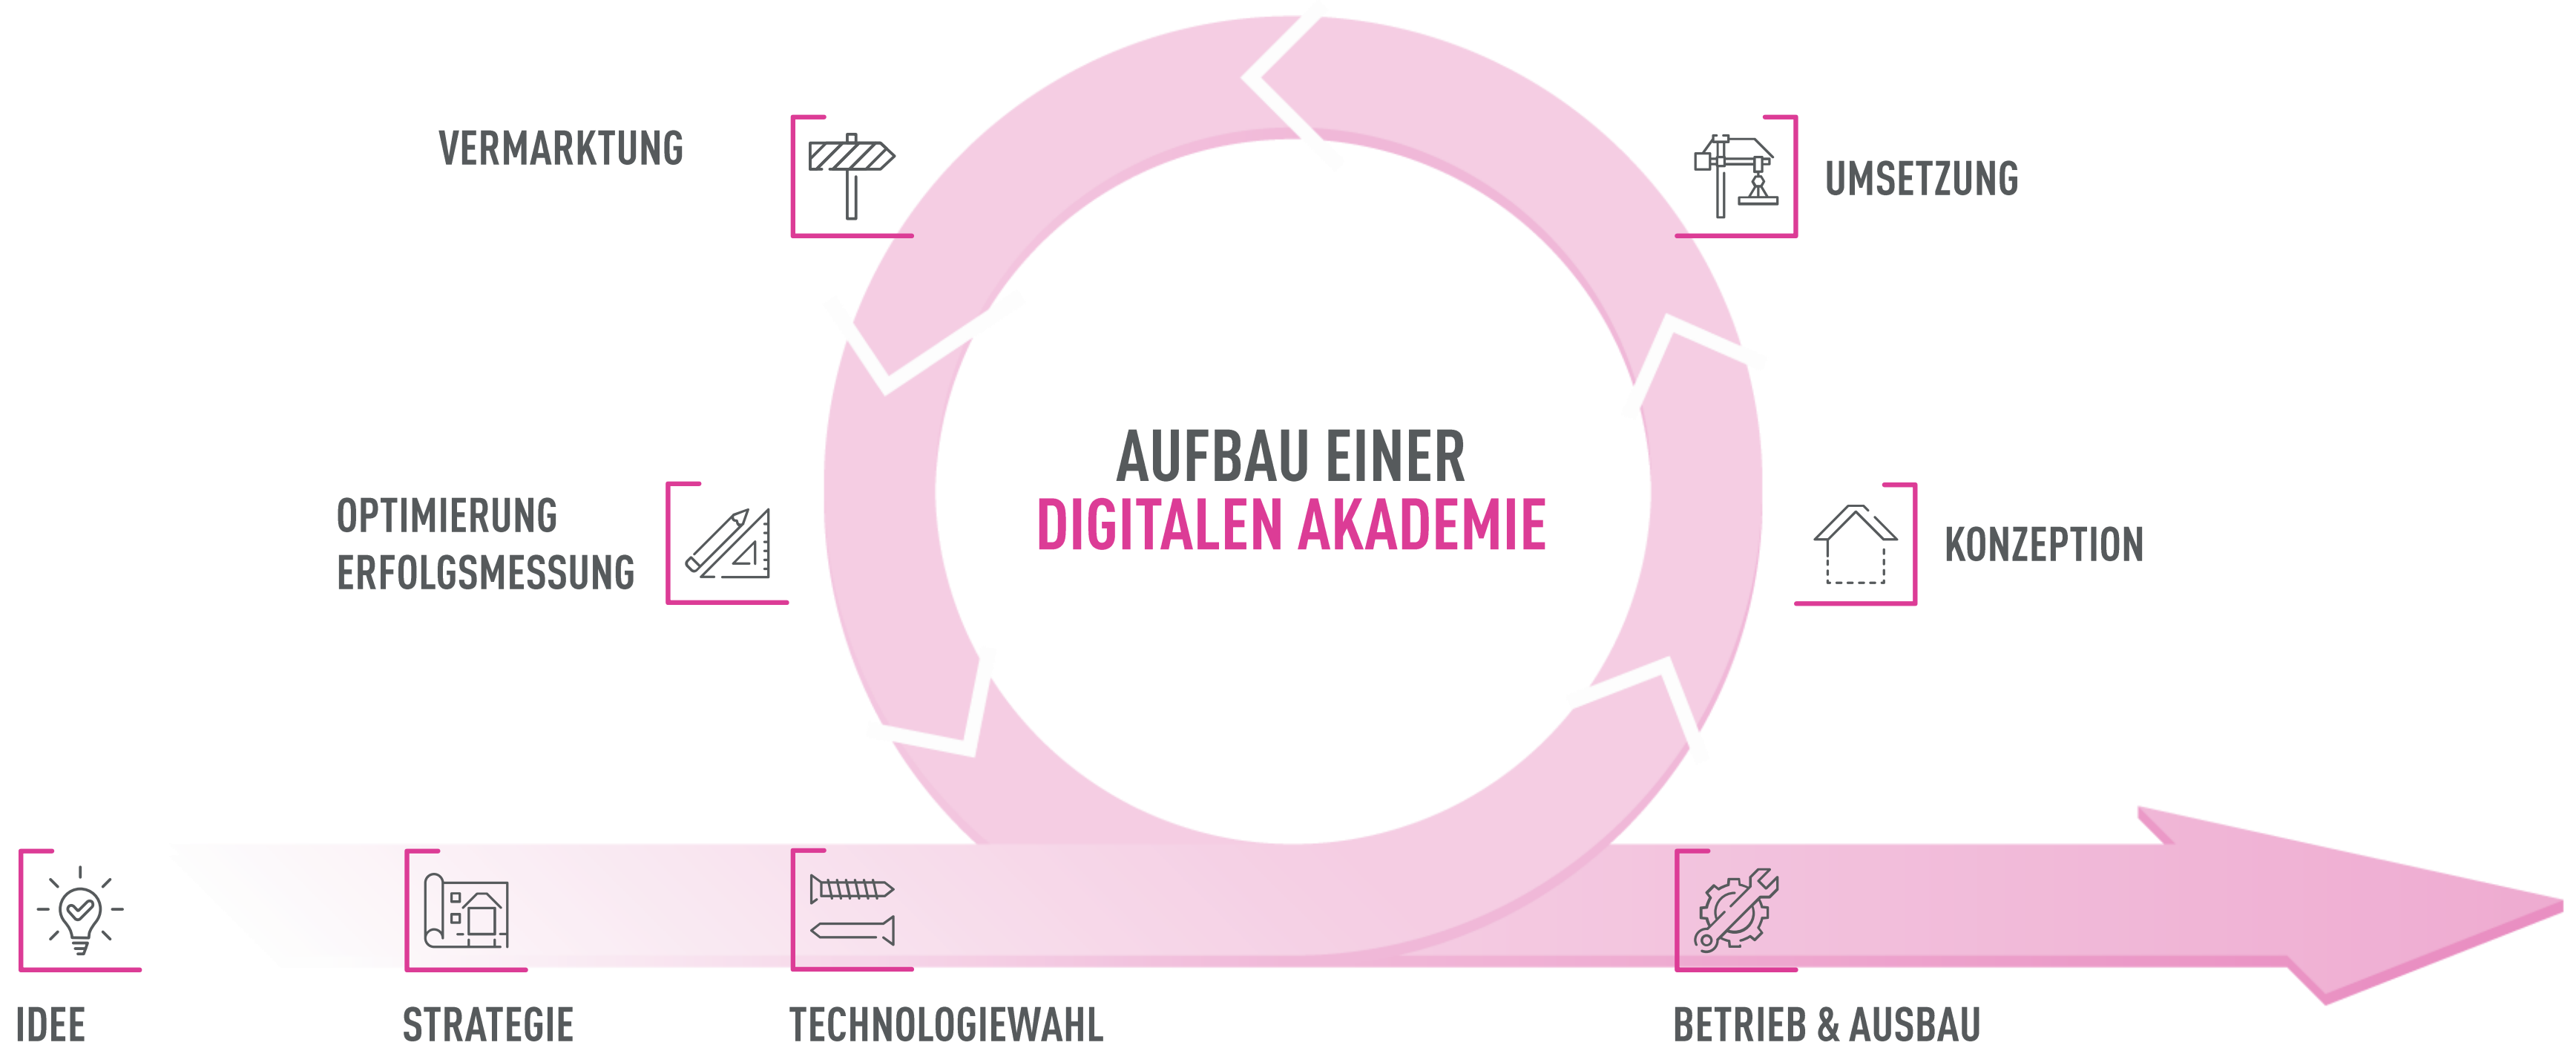 VERMARKTUNG
UMSETZUNG
AUFBAU EINER
DIGITALEN AKADEMIE
OPTIMIERUNG
ERFOLGSMESSUNG
KONZEPTION
IDEE
STRATEGIE
TECHNOLOGIEWAHL
BETRIEB & AUSBAU